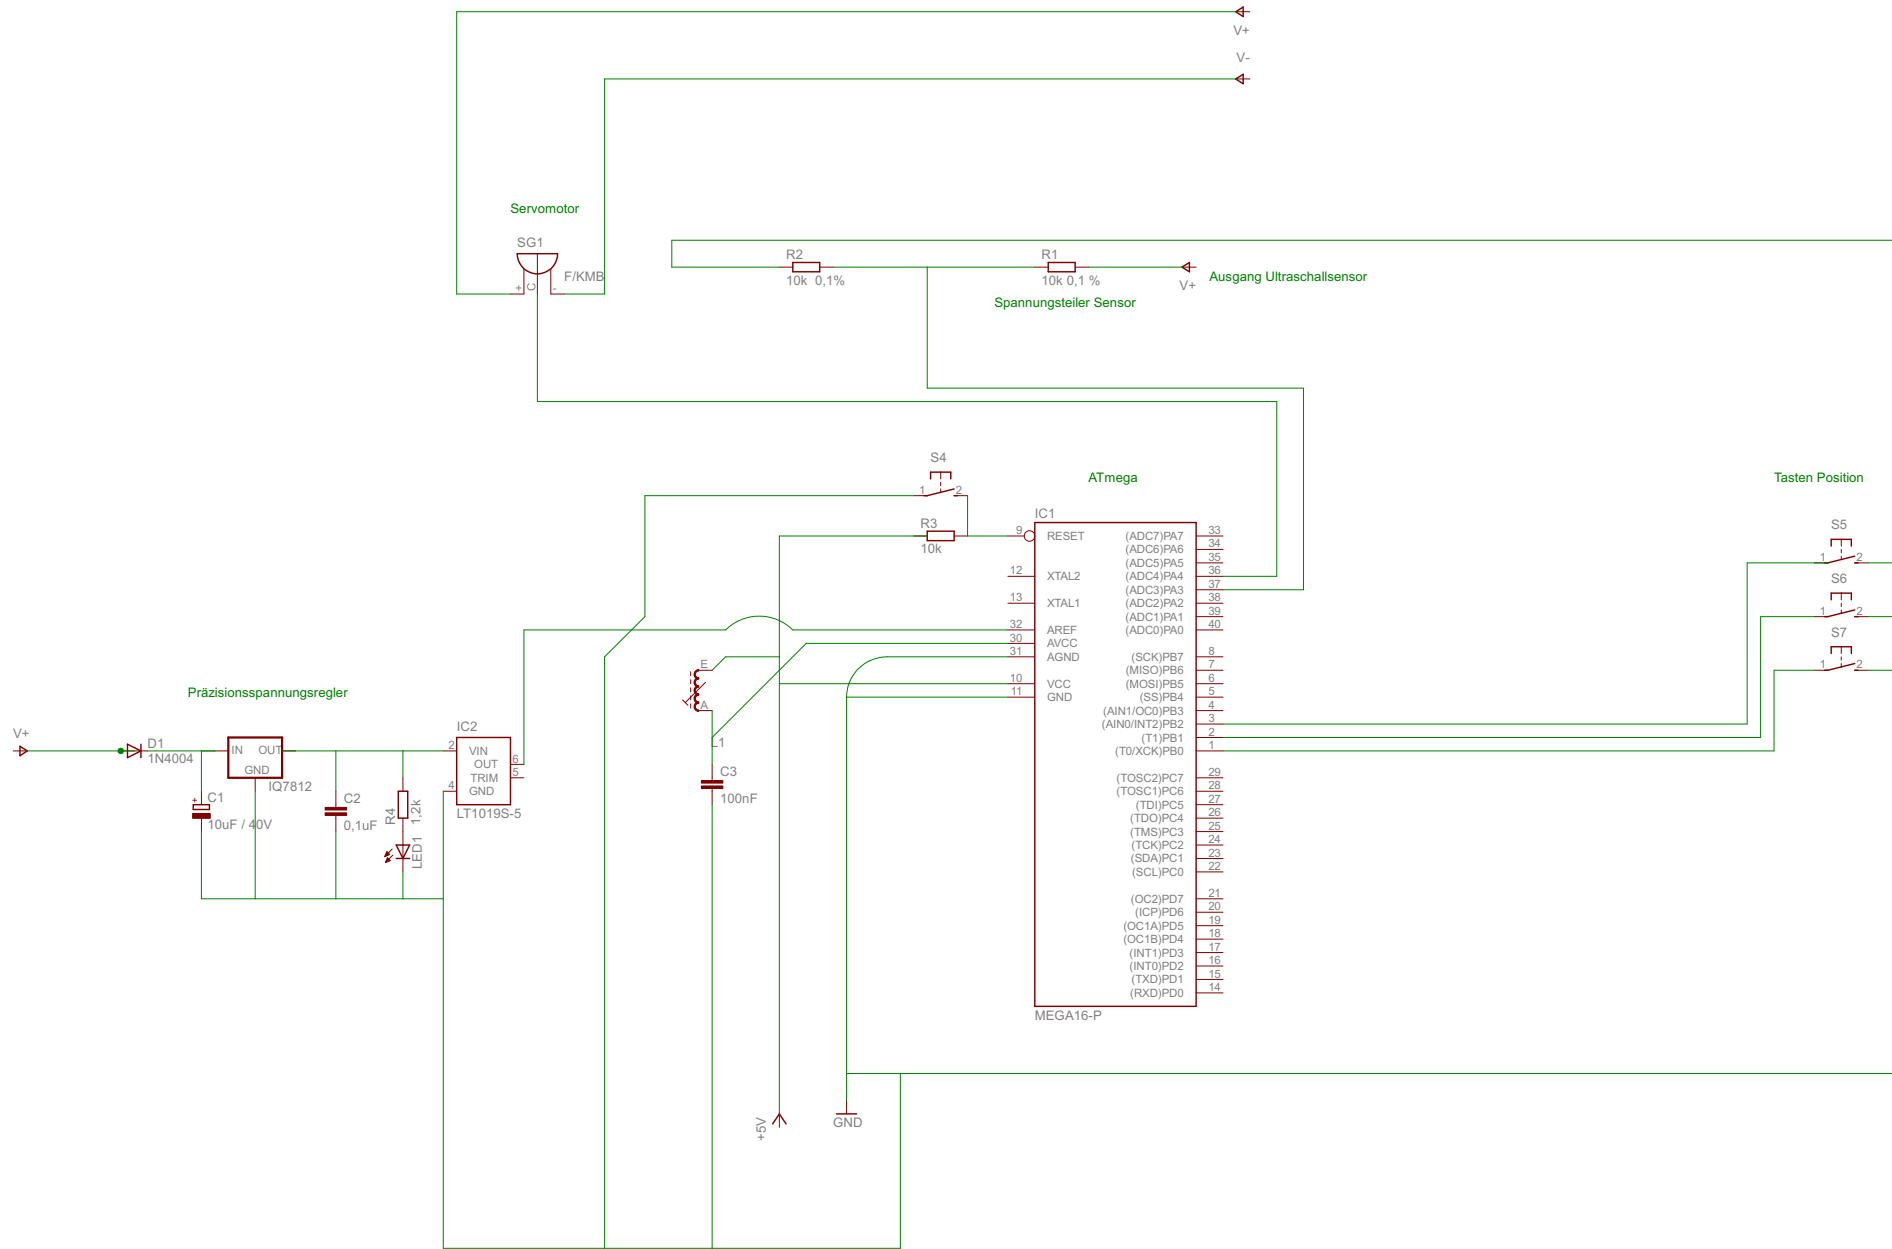 V+
V-
Servomotor
SG1
F/KMB
+
C
-
R2
10k 0,1%
R1
10k 0,1 %
V+
Ausgang Ultraschallsensor
Spannungsteiler Sensor
S4
1
2
R3
10k
ATmega
IC1
9 RESET
12 XTAL2
13 XTAL1
32 AREF
30 AVCC
31 AGND
10 VCC
11 GND
(ADC7)PA7 33
(ADC6)PA6 34
(ADC5)PA5 35
(ADC4)PA4 36
(ADC3)PA3 37
(ADC2)PA2 38
(ADC1)PA1 39
(ADC0)PA0 40
(SCK)PB7 8
(MISO)PB6 7
(MOSI)PB5 6
(SS)PB4 5
(AIN1/OC0)PB3 4
(AIN0/INT2)PB2 3
(T1)PB1 2
(T0/XCK)PB0 1
(TOSC2)PC7 29
(TOSC1)PC6 28
(TDI)PC5 27
(TDO)PC4 26
(TMS)PC3 25
(TCK)PC2 24
(SDA)PC1 23
(SCL)PC0 22
(OC2)PD7 21
(ICP)PD6 20
(OC1A)PD5 19
(OC1B)PD4 18
(INT1)PD3 17
(INT0)PD2 16
(TXD)PD1 15
(RXD)PD0 14
MEGA16-P
Tasten Position
S5
1
2
S6
1
2
S7
1
2
Präzisionsspannungsregler
V+
D1
1N4004
IN
OUT
GND
IQ7812
+
C1
10uF / 40V
C2
0,1uF
R4
1,2k
LED1
IC2
2 VIN
OUT 6
TRIM 5
4 GND
LT1019S-5
E
A
L1
C3
100nF
+5V
GND